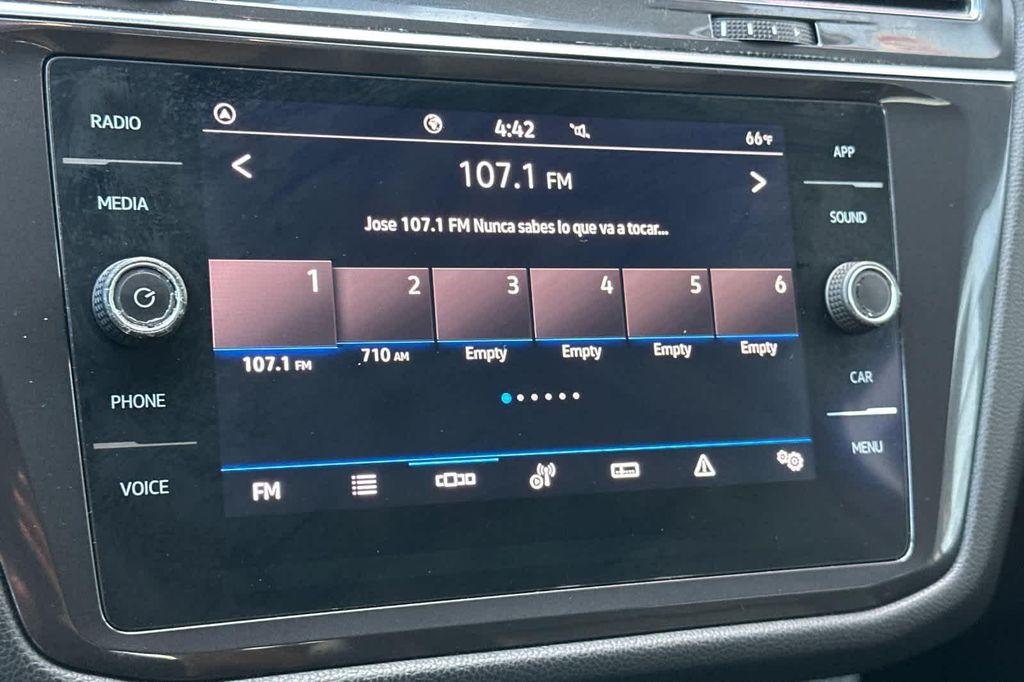 RADIO
MEDIA
PHONE
VOICE
4:42
66°F
107.1 FM
Jose 107.1 FM Nunca sabes lo que va a tocar...
1 2 3 4 5 6
107.1 FM 710 AM Empty Empty Empty Empty
FM
APP
SOUND
CAR
MENU